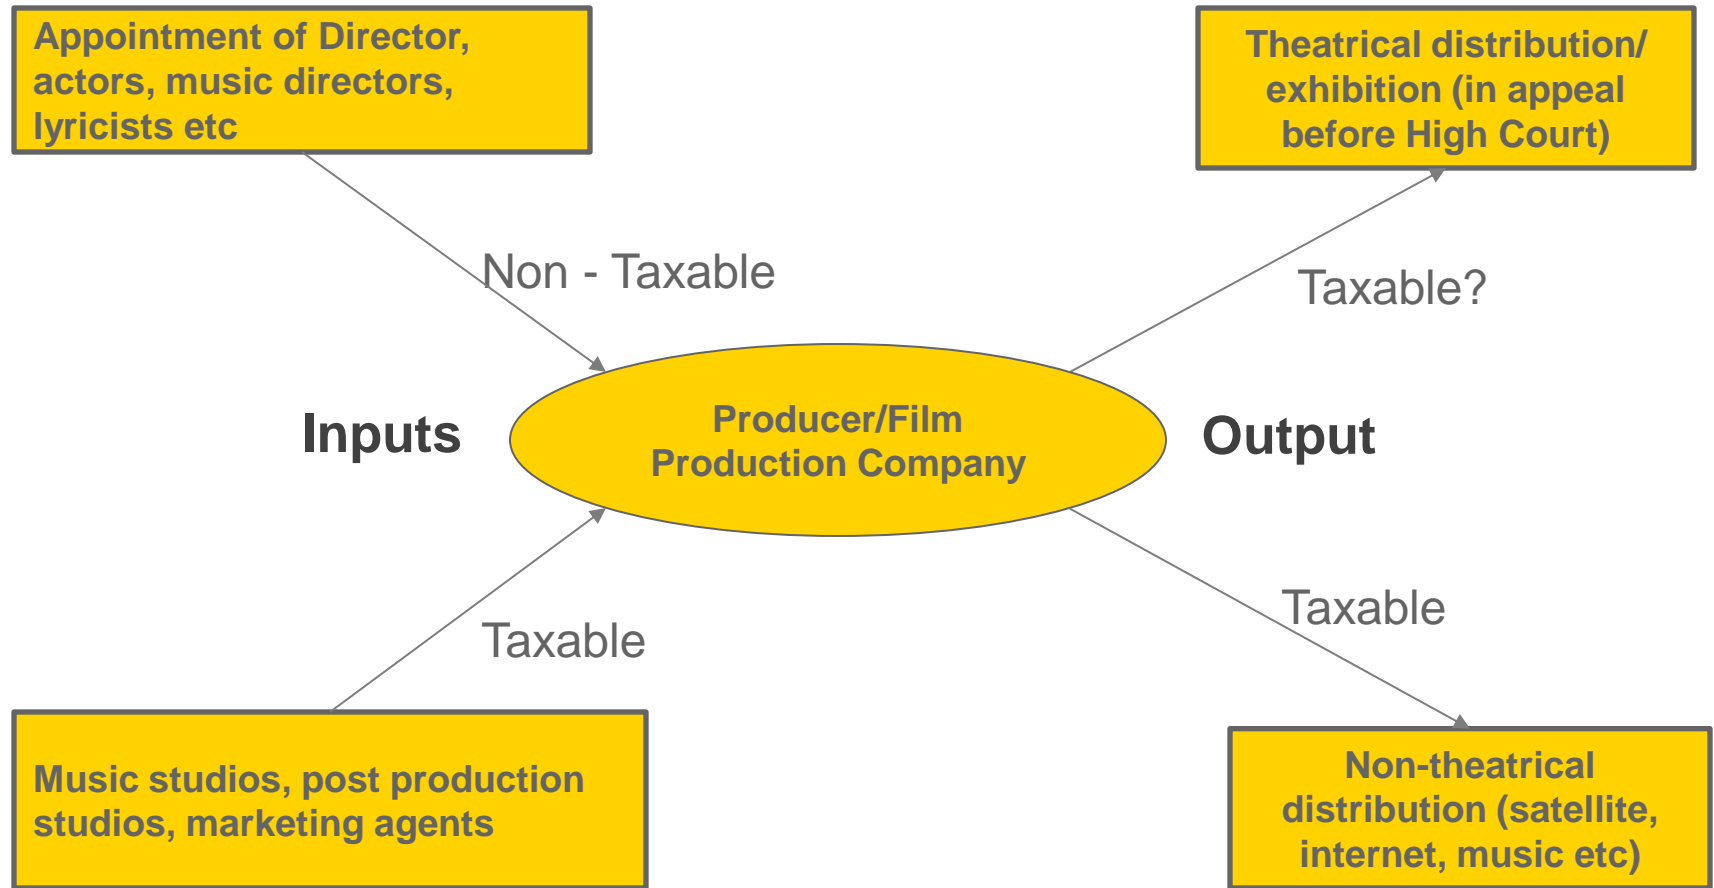 Appointment of Director,
actors, music directors,
lyricists etc
Theatrical distribution/
exhibition (in appeal
before High Court)
Non - Taxable
Taxable?
Inputs
Producer/Film
Production Company
Output
Taxable
Taxable
Music studios, post production
studios, marketing agents
Non-theatrical
distribution (satellite,
internet, music etc)